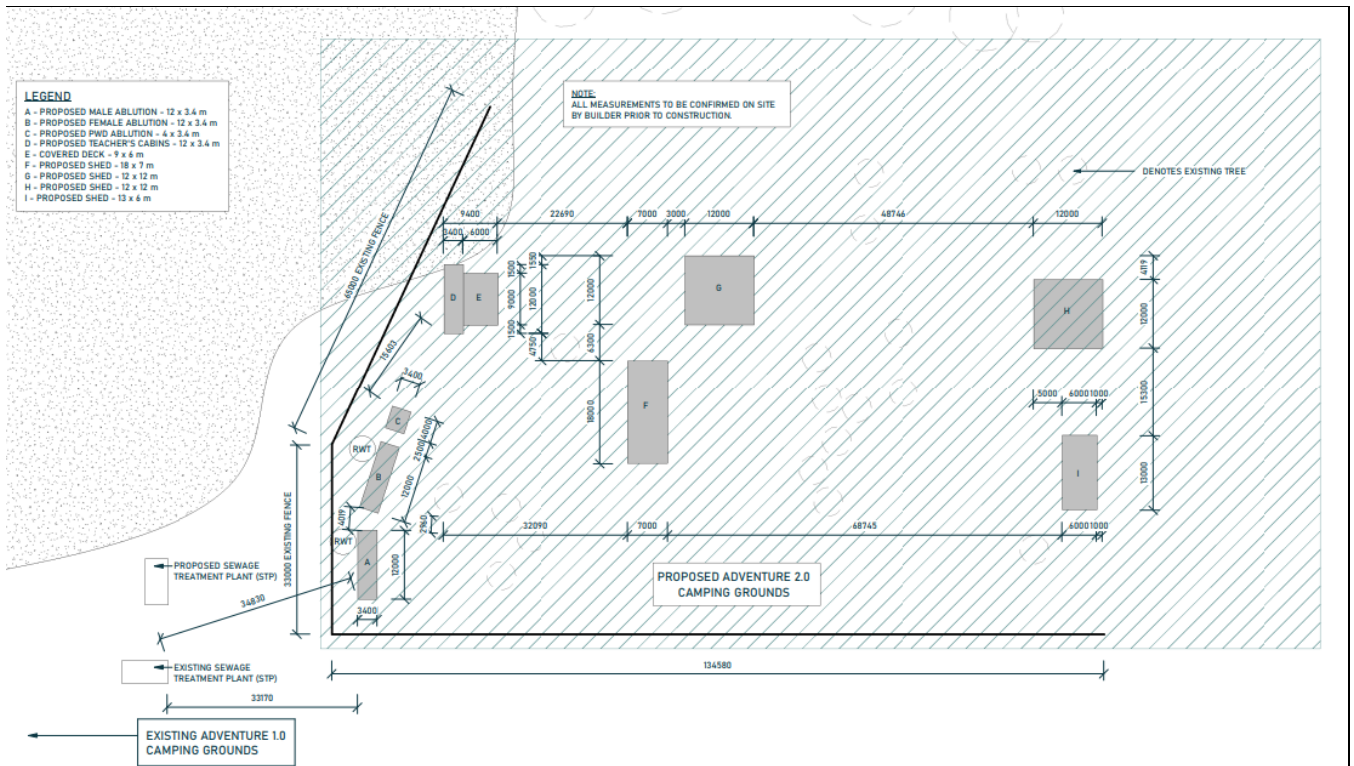 LEGEND
A - PROPOSED MALE ABLUTION - 12 x 3.4 m
B - PROPOSED FEMALE ABLUTION - 12 x 3.4 m
C - PROPOSED PWD ABLUTION - 4 x 3.4 m
D - PROPOSED TEACHER'S CABINS - 12 x 3.4 m
E - COVERED DECK - 9 x 6 m
F - PROPOSED SHED - 18 x 7 m
G - PROPOSED SHED - 12 x 12 m
H - PROPOSED SHED - 12 x 12 m
I - PROPOSED SHED - 13 x 6 m
NOTE:
ALL MEASUREMENTS TO BE CONFIRMED ON SITE
BY BUILDER PRIOR TO CONSTRUCTION.
DENOTES EXISTING TREE
65000 EXISTING FENCE
9400
22690
7000
3000
12000
48746
12000
3400
6000
D
E
1500
9000
1500
12000
1550
4750
12000
6300
18000
G
H
4119
12000
15300
13000
15603
3400
C
4000
2500
12000
RWT
B
F
5000
6000
1000
I
4019
2960
32090
7000
68745
6000
1000
33000 EXISTING FENCE
RWT
A
12000
3400
PROPOSED SEWAGE
TREATMENT PLANT (STP)
34830
PROPOSED ADVENTURE 2.0
CAMPING GROUNDS
EXISTING SEWAGE
TREATMENT PLANT (STP)
134580
33170
EXISTING ADVENTURE 1.0
CAMPING GROUNDS